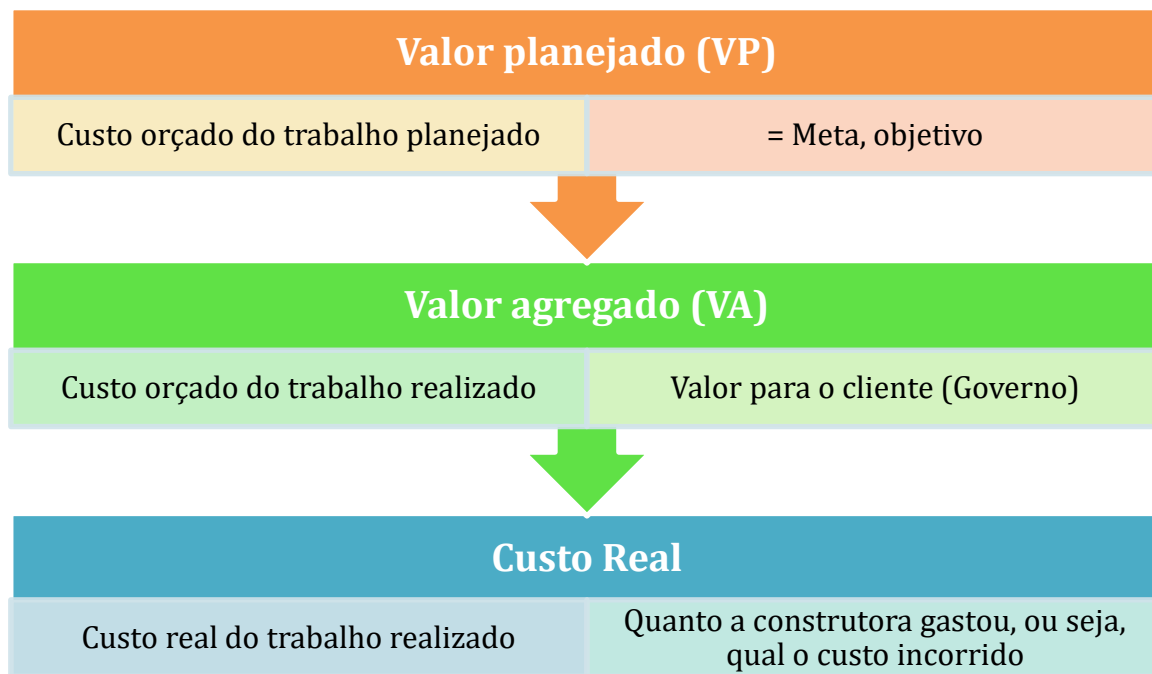 Valor planejado (VP)
Custo orçado do trabalho planejado
= Meta, objetivo
Valor agregado (VA)
Custo orçado do trabalho realizado
Valor para o cliente (Governo)
Custo Real
Custo real do trabalho realizado
Quanto a construtora gastou, ou seja,
qual o custo incorrido